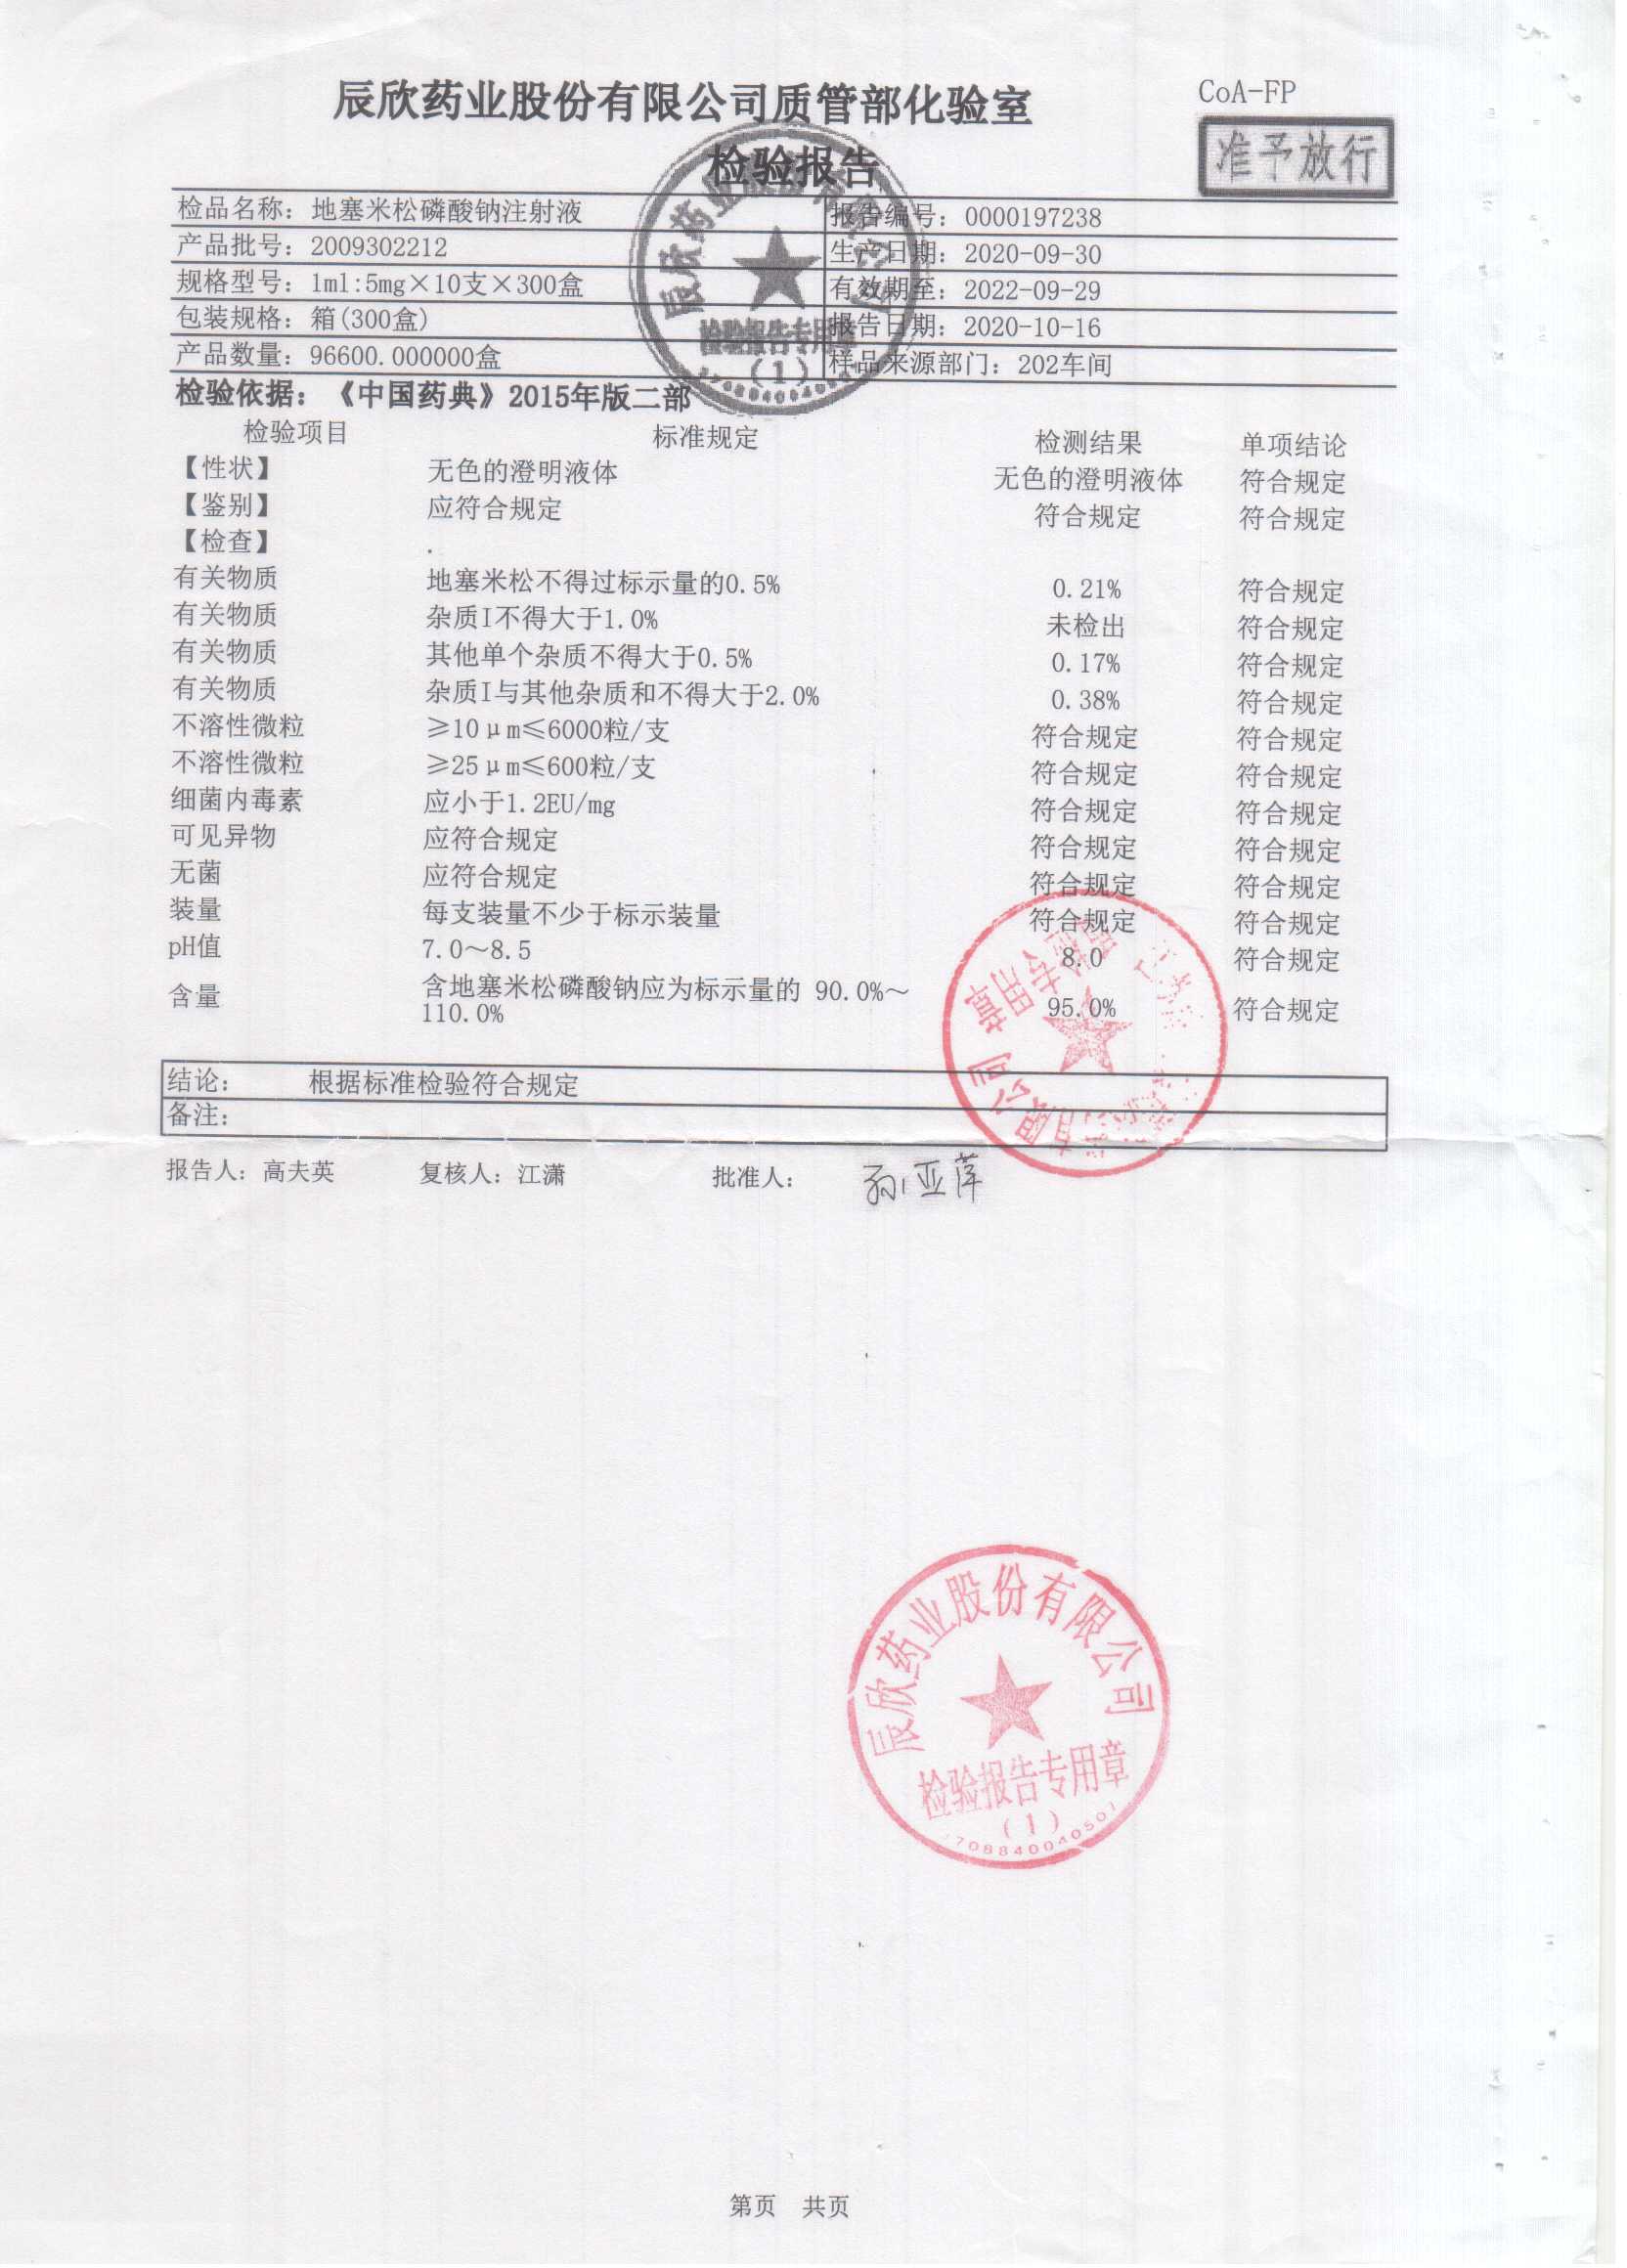 辰欣药业股份有限公司质管部化验室
CoA-FP
准予放行
检验报告
检品名称：地塞米松磷酸钠注射液 报告编号：0000197238
产品批号：2009302212 生产日期：2020-09-30
规格型号：1ml:5mg×10支×300盒 有效期至：2022-09-29
包装规格：箱(300盒) 报告日期：2020-10-16
产品数量：96600.000000盒 样品来源部门：202车间
检验报告专用章
(1)
检验依据：《中国药典》2015年版二部
检验项目 标准规定 检测结果 单项结论
【性状】 无色的澄明液体 无色的澄明液体 符合规定
【鉴别】 应符合规定 符合规定 符合规定
【检查】
有关物质 地塞米松不得过标示量的0.5% 0.21% 符合规定
有关物质 杂质I不得大于1.0% 未检出 符合规定
有关物质 其他单个杂质不得大于0.5% 0.17% 符合规定
有关物质 杂质I与其他杂质和不得大于2.0% 0.38% 符合规定
不溶性微粒 ≥10μm≤6000粒/支 符合规定 符合规定
不溶性微粒 ≥25μm≤600粒/支 符合规定 符合规定
细菌内毒素 应小于1.2EU/mg 符合规定 符合规定
可见异物 应符合规定 符合规定 符合规定
无菌 应符合规定 符合规定 符合规定
装量 每支装量不少于标示装量 符合规定 符合规定
pH值 7.0～8.5 8.0 符合规定
含量 含地塞米松磷酸钠应为标示量的 90.0%～ 95.0% 符合规定
110.0%
结论： 根据标准检验符合规定
备注：
报告人：高夫英 复核人：江潇 批准人： 孙亚萍
辰欣药业股份有限公司
检验报告专用章
(1)
第页 共页